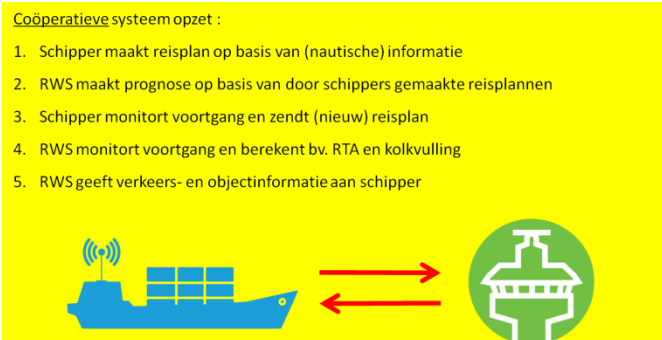 Coöperatieve systeem opzet :
1. Schipper maakt reisplan op basis van (nautische) informatie
2. RWS maakt prognose op basis van door schippers gemaakte reisplannen
3. Schipper monitort voortgang en zendt (nieuw) reisplan
4. RWS monitort voortgang en berekent bv. RTA en kolkvulling
5. RWS geeft verkeers- en objectinformatie aan schipper